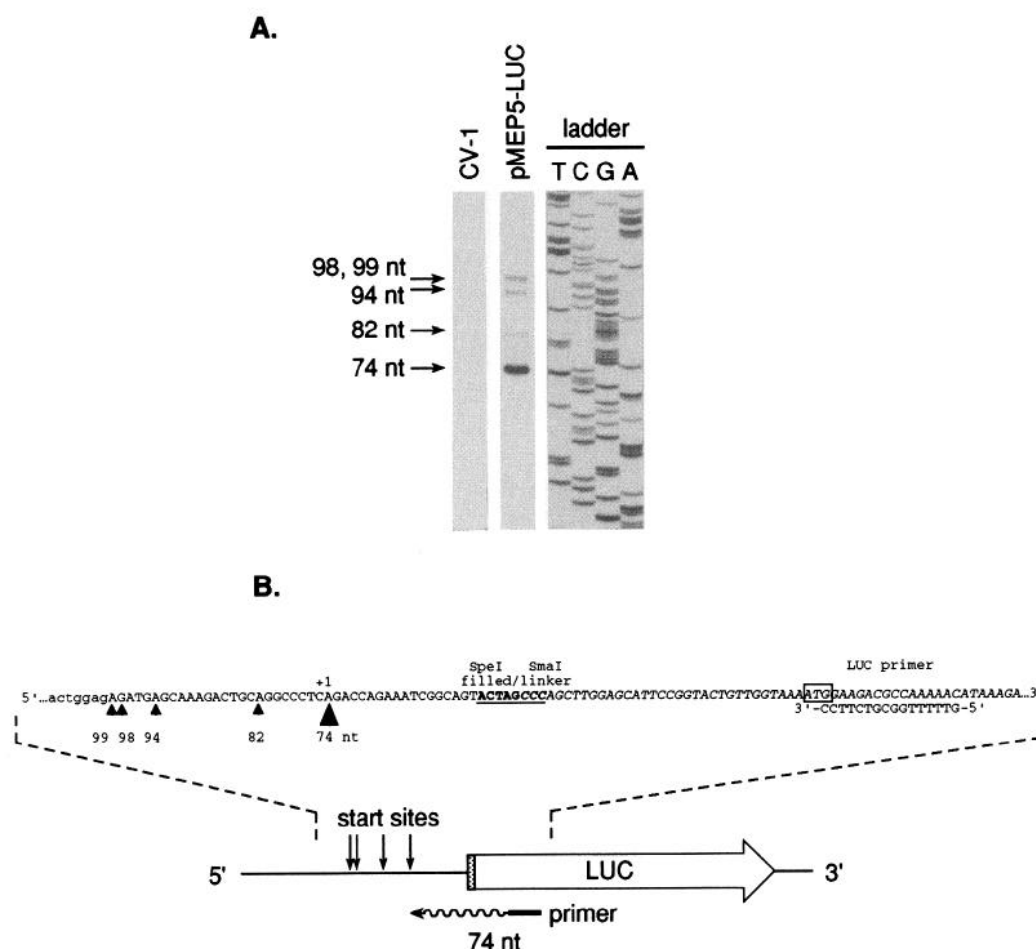 A.
CV-1
pMEP5-LUC
ladder
T C G A
98, 99 nt
94 nt
82 nt
74 nt
B.
SpeI SmaI
filled/linker
LUC primer
+1
5'...actggagAGATGAGCAAAGACTGCAGGCCCTCAGACCAGAAATCGGCAGTACTAGCCCAGCTTGGAGCATTCCGGTACTGTTGGTAAAATGGAAGACGCCAAAAACATAAAGA...3
3'-CCTTCTGCGGTTTTTG-5'
99 98 94 82 74 nt
start sites
5' LUC 3'
primer
74 nt